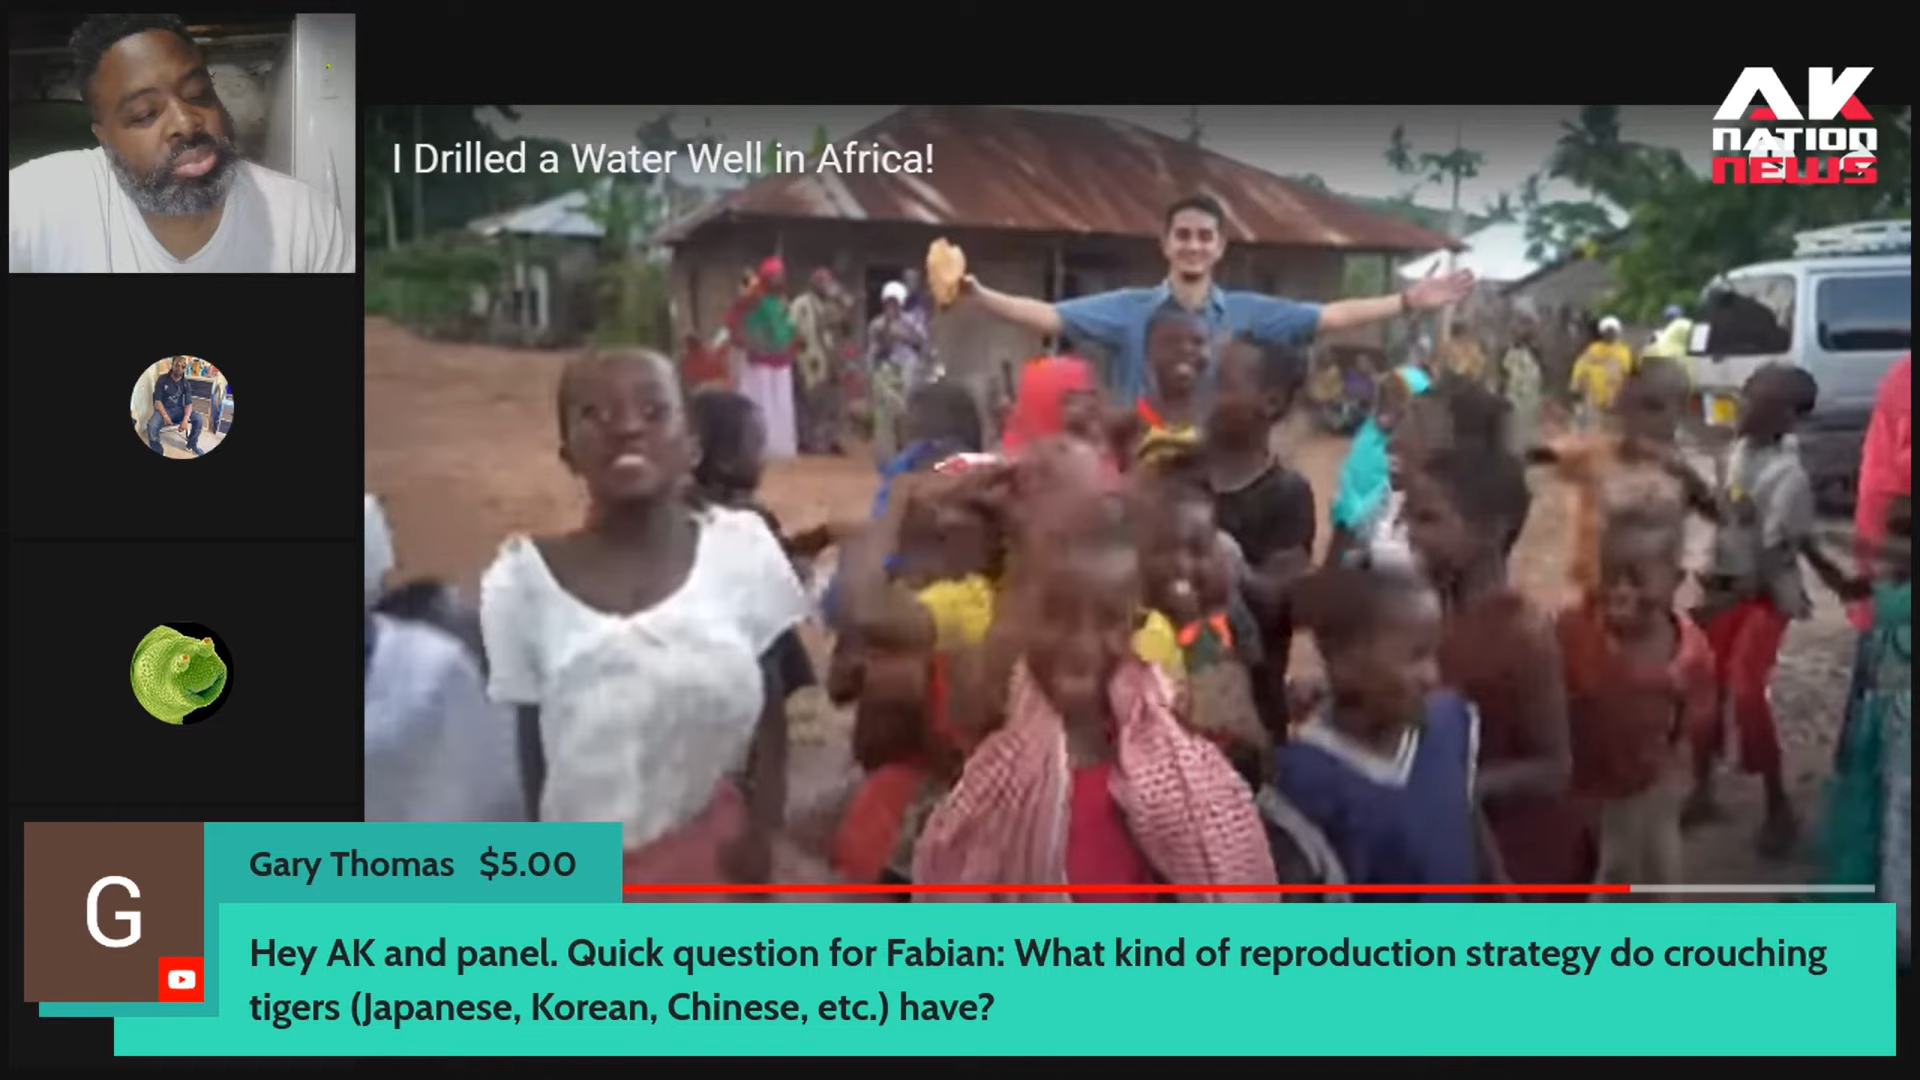 I Drilled a Water Well in Africa!
AK
NATION
NEWS
G
Gary Thomas $5.00
Hey AK and panel. Quick question for Fabian: What kind of reproduction strategy do crouching
tigers (Japanese, Korean, Chinese, etc.) have?